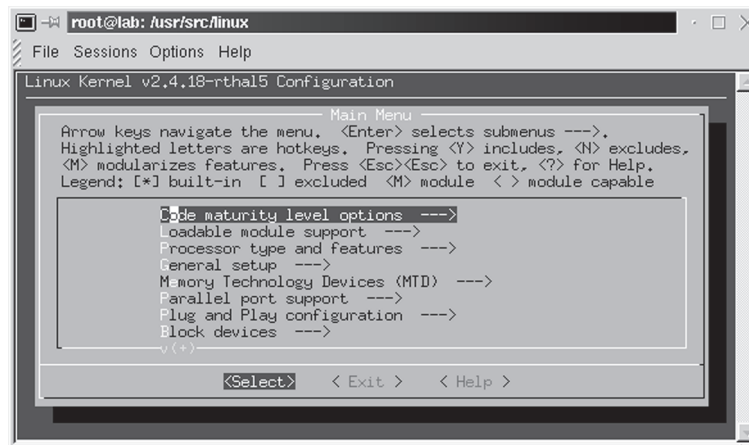 root@lab: /usr/src/linux
File Sessions Options Help
Linux Kernel v2.4.18-rthal5 Configuration
Main Menu
Arrow keys navigate the menu. <Enter> selects submenus --->.
Highlighted letters are hotkeys. Pressing <Y> includes, <N> excludes,
<M> modularizes features. Press <Esc><Esc> to exit, <?> for Help.
Legend: [*] built-in [ ] excluded <M> module < > module capable
Code maturity level options --->
Loadable module support --->
Processor type and features --->
General setup --->
Memory Technology Devices (MTD) --->
Parallel port support --->
Plug and Play configuration --->
Block devices --->
v(+)
<Select> < Exit > < Help >